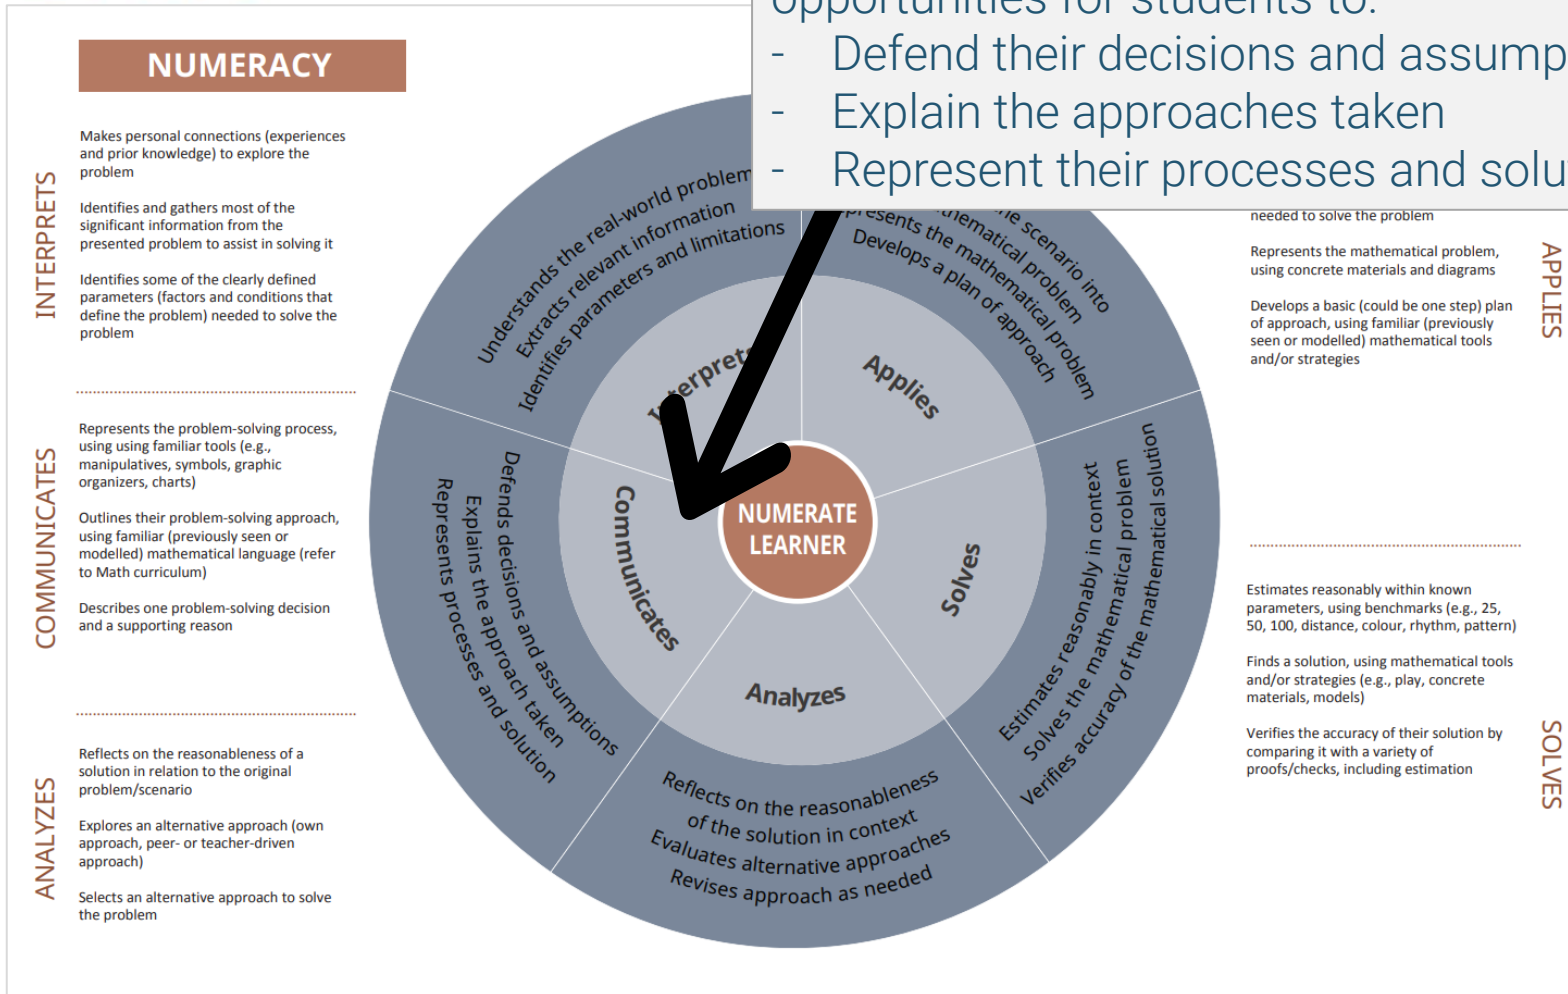 opportunities for students to:
- Defend their decisions and assump
- Explain the approaches taken
- Represent their processes and solu
NUMERACY
INTERPRETS
Makes personal connections (experiences
and prior knowledge) to explore the
problem
Identifies and gathers most of the
significant information from the
presented problem to assist in solving it
Identifies some of the clearly defined
parameters (factors and conditions that
define the problem) needed to solve the
problem
COMMUNICATES
Represents the problem-solving process,
using using familiar tools (e.g.,
manipulatives, symbols, graphic
organizers, charts)
Outlines their problem-solving approach,
using familiar (previously seen or
modelled) mathematical language (refer
to Math curriculum)
Describes one problem-solving decision
and a supporting reason
ANALYZES
Reflects on the reasonableness of a
solution in relation to the original
problem/scenario
Explores an alternative approach (own
approach, peer- or teacher-driven
approach)
Selects an alternative approach to solve
the problem
Understands the real-world problem
Extracts relevant information
Identifies parameters and limitations
Interprets
scenario into
mathematical problem
presents the mathematical problem
Develops a plan of approach
Applies
Defends decisions and assumptions
Explains the approach taken
Represents processes and solution
Communicates
NUMERATE
LEARNER
Solves
Estimates reasonably in context
Solves the mathematical problem
Verifies accuracy of the mathematical solution
Analyzes
Reflects on the reasonableness
of the solution in context
Evaluates alternative approaches
Revises approach as needed
needed to solve the problem
Represents the mathematical problem,
using concrete materials and diagrams
Develops a basic (could be one step) plan
of approach, using familiar (previously
seen or modelled) mathematical tools
and/or strategies
APPLIES
Estimates reasonably within known
parameters, using benchmarks (e.g., 25,
50, 100, distance, colour, rhythm, pattern)
Finds a solution, using mathematical tools
and/or strategies (e.g., play, concrete
materials, models)
Verifies the accuracy of their solution by
comparing it with a variety of
proofs/checks, including estimation
SOLVES